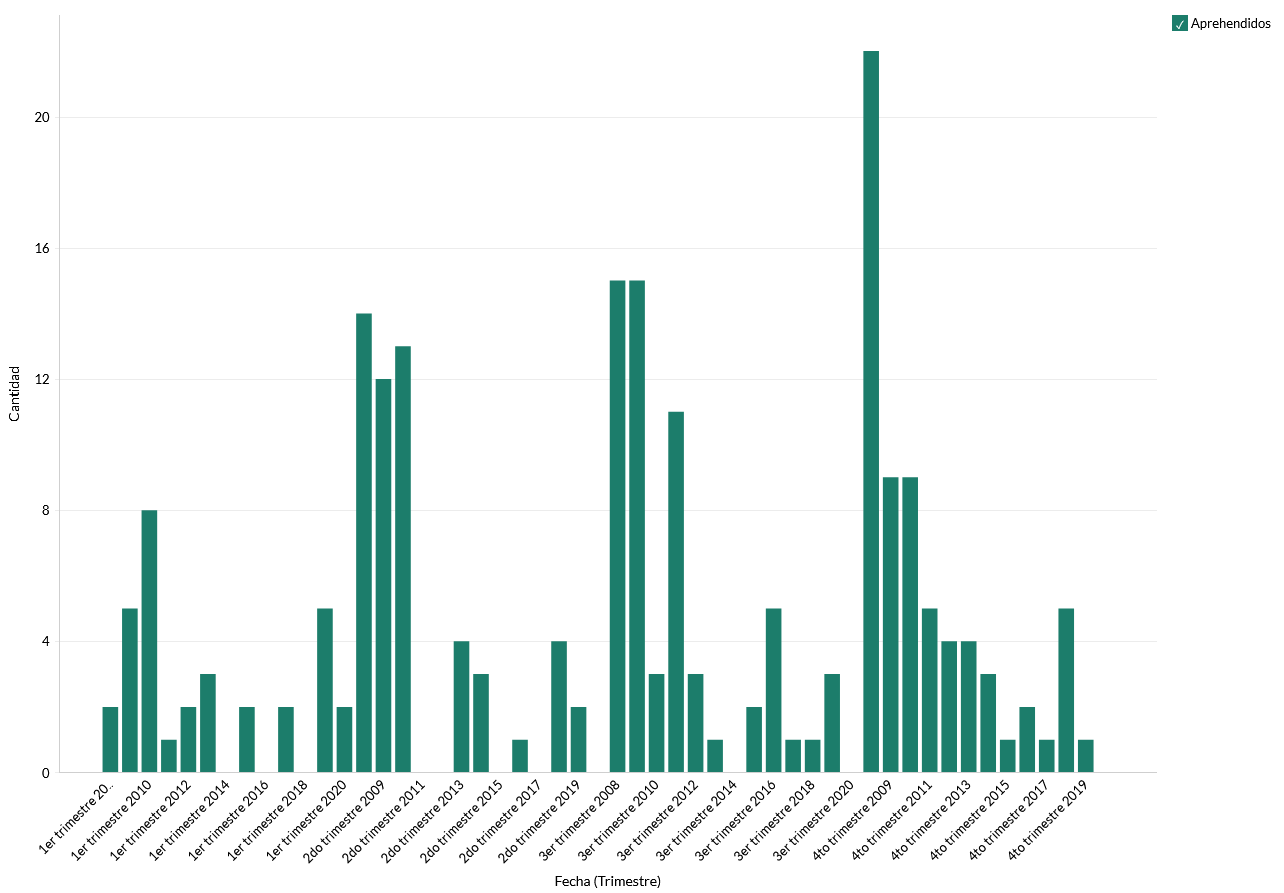 Aprehendidos
Cantidad
20
16
12
8
4
0
1er trimestre 20..
1er trimestre 2010
1er trimestre 2012
1er trimestre 2014
1er trimestre 2016
1er trimestre 2018
1er trimestre 2020
2do trimestre 2009
2do trimestre 2011
2do trimestre 2013
2do trimestre 2015
2do trimestre 2017
2do trimestre 2019
3er trimestre 2008
3er trimestre 2010
3er trimestre 2012
3er trimestre 2014
3er trimestre 2016
3er trimestre 2018
3er trimestre 2020
4to trimestre 2009
4to trimestre 2011
4to trimestre 2013
4to trimestre 2015
4to trimestre 2017
4to trimestre 2019
Fecha (Trimestre)